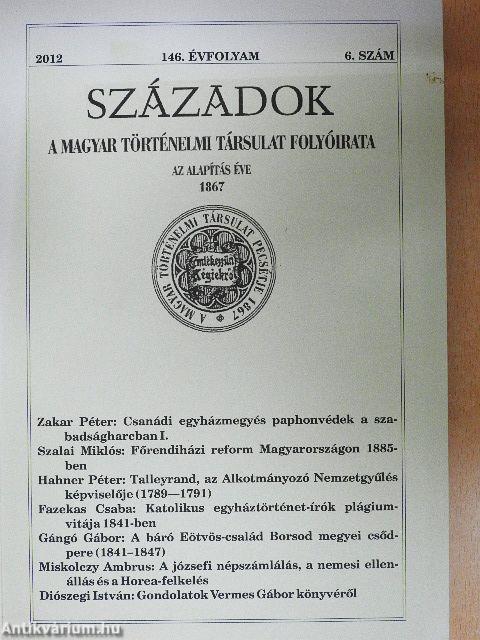 2012 146. ÉVFOLYAM 6. SZÁM
SZÁZADOK
A MAGYAR TÖRTÉNELMI TÁRSULAT FOLYÓIRATA
AZ ALAPÍTÁS ÉVE
1867
A MAGYAR TÖRTÉNELMI TÁRSULAT PECSÉTJE 1867
Emlékezzünk
Régiekről
Zakar Péter: Csanádi egyházmegyés paphonvédek a sza-
badságharcban I.
Szalai Miklós: Főrendiházi reform Magyarországon 1885-
ben
Hahner Péter: Talleyrand, az Alkotmányozó Nemzetgyűlés
képviselője (1789—1791)
Fazekas Csaba: Katolikus egyháztörténet-írók plágium-
vitája 1841-ben
Gángó Gábor: A báró Eötvös-család Borsod megyei csőd-
pere (1841–1847)
Miskolczy Ambrus: A józsefi népszámlálás, a nemesi ellen-
állás és a Horea-felkelés
Diószegi István: Gondolatok Vermes Gábor könyvéről
Antikvárium.hu